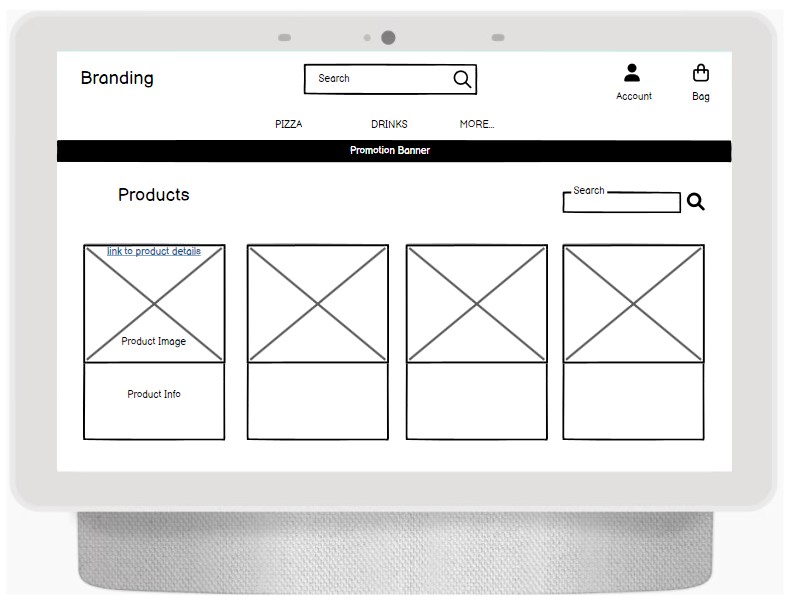 Branding
Search
Account
Bag
PIZZA
DRINKS
MORE...
Promotion Banner
Products
Search
link to product details
Product Image
Product Info